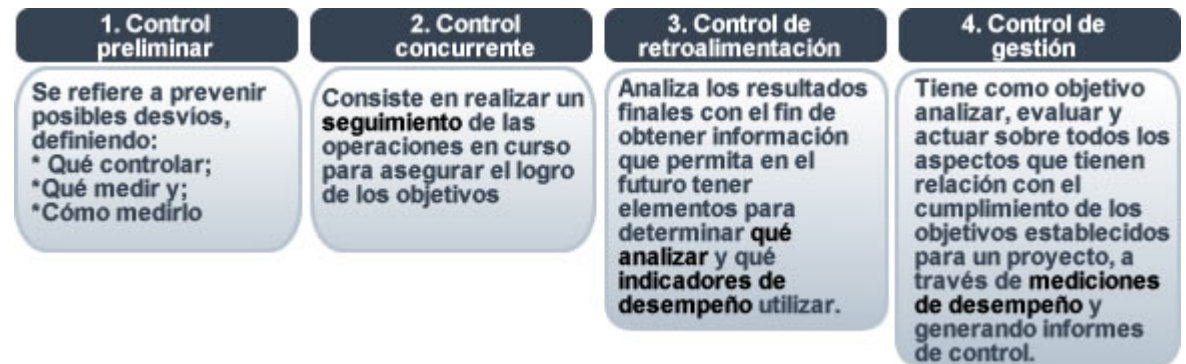 1. Control
preliminar
Se refiere a prevenir
posibles desvíos,
definiendo:
* Qué controlar;
*Qué medir y;
*Cómo medirlo
2. Control
concurrente
Consiste en realizar un
seguimiento de las
operaciones en curso
para asegurar el logro
de los objetivos
3. Control de
retroalimentación
Analiza los resultados
finales con el fin de
obtener información
que permita en el
futuro tener
elementos para
determinar qué
analizar y qué
indicadores de
desempeño utilizar.
4. Control de
gestión
Tiene como objetivo
analizar, evaluar y
actuar sobre todos los
aspectos que tienen
relación con el
cumplimiento de los
objetivos establecidos
para un proyecto, a
través de mediciones
de desempeño y
generando informes
de control.